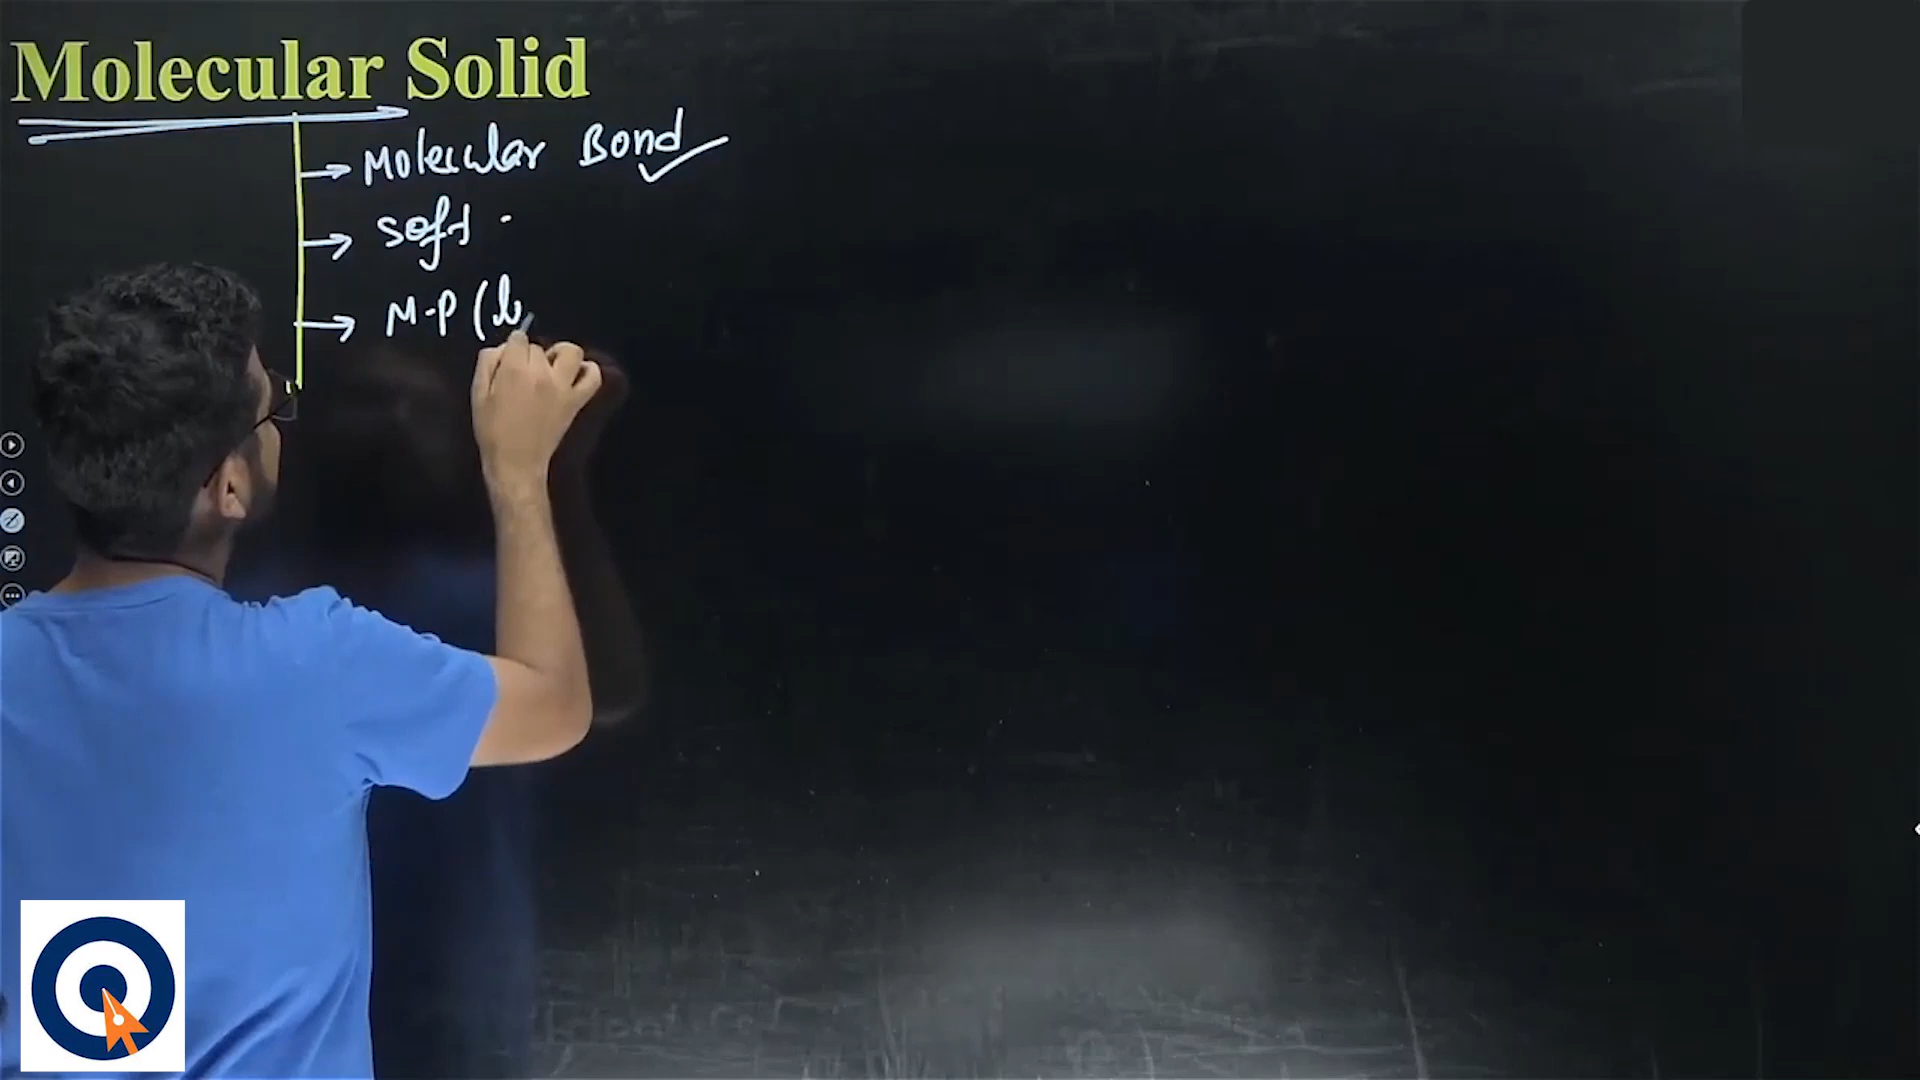 Molecular Solid
→ Molecular Bond ✓
→ Soft .
→ M.P (l